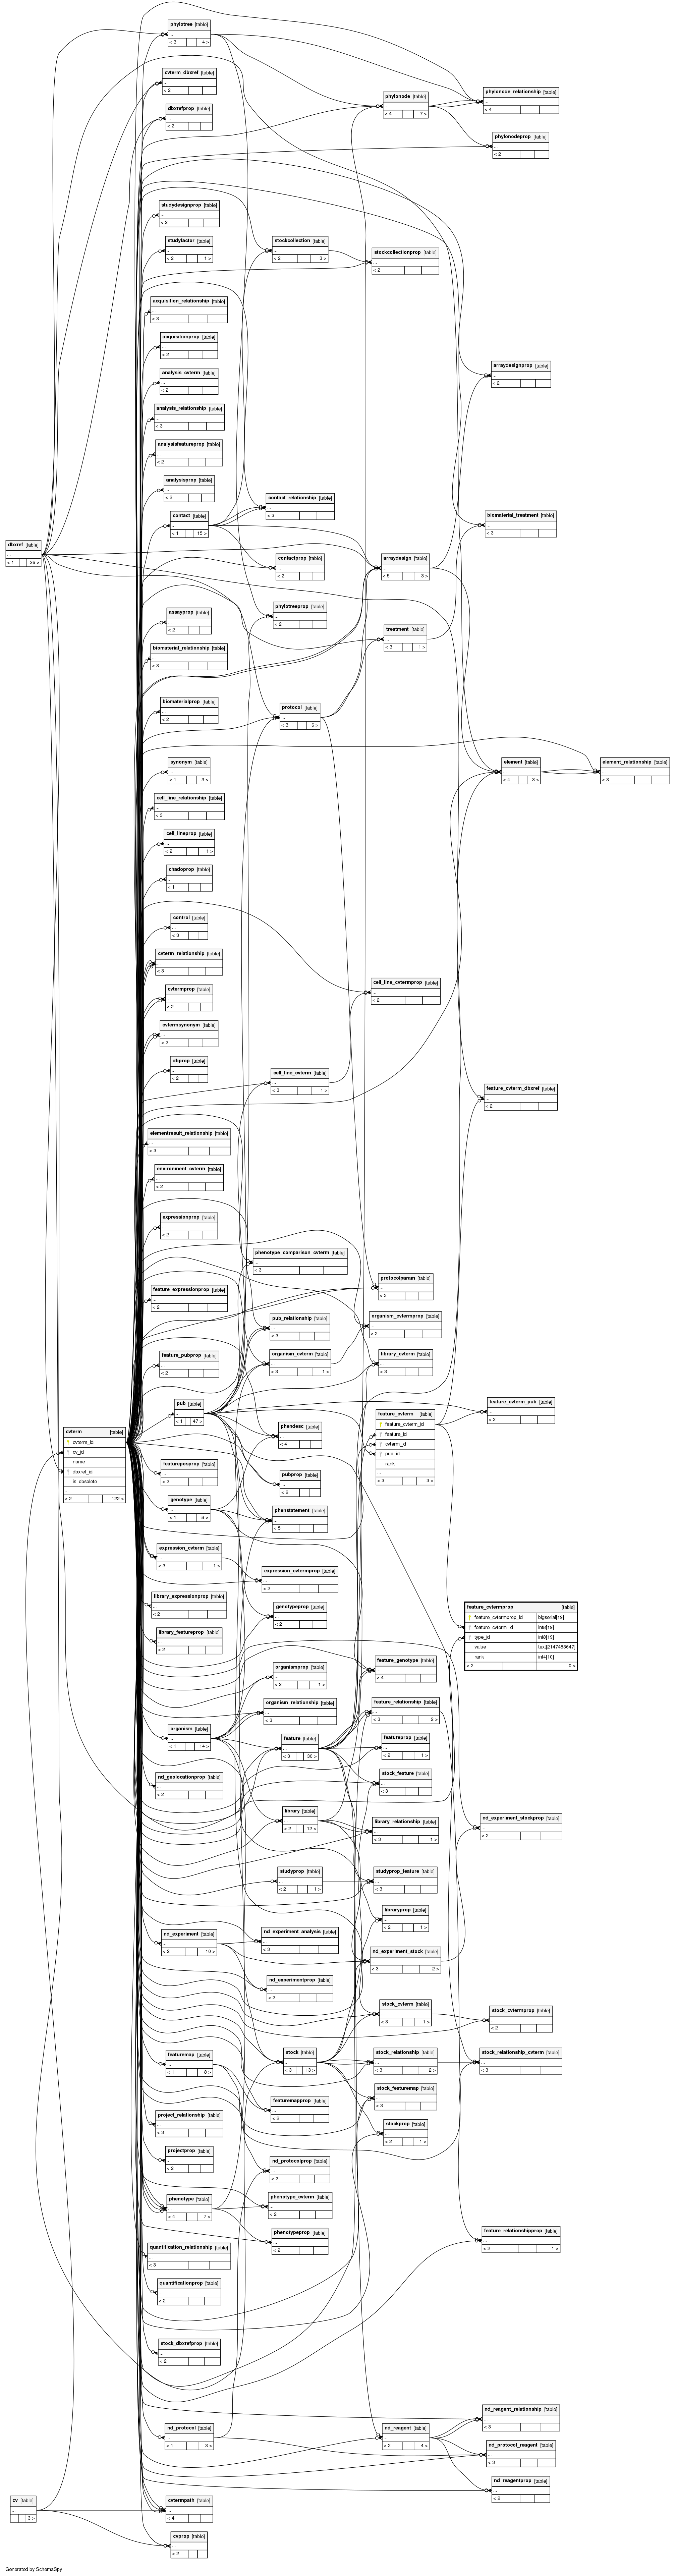 phylotree [table]
...
< 3 4 >
cvterm_dbxref [table]
...
< 2
phylonode_relationship [table]
...
< 4
phylonode [table]
...
< 4 7 >
dbxrefprop [table]
...
< 2
phylonodeprop [table]
...
< 2
studydesignprop [table]
...
< 2
studyfactor [table]
...
< 2 1 >
stockcollection [table]
...
< 2 3 >
stockcollectionprop [table]
...
< 2
acquisition_relationship [table]
...
< 3
acquisitionprop [table]
...
< 2
analysis_cvterm [table]
...
< 2
arraydesignprop [table]
...
< 2
analysis_relationship [table]
...
< 3
analysisfeatureprop [table]
...
< 2
analysisprop [table]
...
< 2
contact_relationship [table]
...
< 3
contact [table]
...
< 1 15 >
biomaterial_treatment [table]
...
< 3
dbxref [table]
...
< 1 26 >
contactprop [table]
...
< 2
arraydesign [table]
...
< 5 3 >
assayprop [table]
...
< 2
phylotreeprop [table]
...
< 2
treatment [table]
...
< 3 1 >
biomaterial_relationship [table]
...
< 3
biomaterialprop [table]
...
< 2
protocol [table]
...
< 3 6 >
synonym [table]
...
< 1 3 >
element [table]
...
< 4 3 >
element_relationship [table]
...
< 3
cell_line_relationship [table]
...
< 3
cell_lineprop [table]
...
< 2 1 >
chadoprop [table]
...
< 1
control [table]
...
< 3
cvterm_relationship [table]
...
< 3
cvtermprop [table]
...
< 2
cell_line_cvtermprop [table]
...
< 2
cvtermsynonym [table]
...
< 2
dbprop [table]
...
< 2
cell_line_cvterm [table]
...
< 3 1 >
feature_cvterm_dbxref [table]
...
< 2
elementresult_relationship [table]
...
< 3
environment_cvterm [table]
...
< 3
expressionprop [table]
...
< 2
phenotype_comparison_cvterm [table]
...
< 3
feature_expressionprop [table]
...
< 2
protocolparam [table]
...
< 3
pub_relationship [table]
...
< 3
organism_cvtermprop [table]
...
< 2
feature_pubprop [table]
...
< 2
organism_cvterm [table]
...
< 3 1 >
library_cvterm [table]
...
< 3
pub [table]
...
< 1 47 >
feature_cvterm_pub [table]
...
< 2
feature_cvterm [table]
feature_cvterm_id
feature_id
cvterm_id
pub_id
rank
...
< 3 3 >
phendesc [table]
...
< 4
cvterm [table]
cvterm_id
cv_id
name
dbxref_id
is_obsolete
...
< 2 122 >
featureposprop [table]
...
< 2
pubprop [table]
...
< 2
genotype [table]
...
< 1 8 >
phenstatement [table]
...
< 5
expression_cvterm [table]
...
< 3 1 >
expression_cvtermprop [table]
...
< 2
library_expressionprop [table]
...
< 2
genotypeprop [table]
...
< 2
feature_cvtermprop [table]
feature_cvtermprop_id bigserial[19]
feature_cvterm_id int8[19]
type_id int8[19]
value text[2147483647]
rank int4[10]
< 2 0 >
library_featureprop [table]
...
< 2
organismprop [table]
...
< 2 1 >
feature_genotype [table]
...
< 4
organism_relationship [table]
...
< 3
feature_relationship [table]
...
< 3 2 >
organism [table]
...
< 1 14 >
feature [table]
...
< 3 30 >
featureprop [table]
...
< 2 1 >
nd_geolocationprop [table]
...
< 2
stock_feature [table]
...
< 3
library [table]
...
< 2 12 >
library_relationship [table]
...
< 3 1 >
nd_experiment_stockprop [table]
...
< 2
studyprop [table]
...
< 2 1 >
studyprop_feature [table]
...
< 3
libraryprop [table]
...
< 2 1 >
nd_experiment [table]
...
< 2 10 >
nd_experiment_analysis [table]
...
< 3
nd_experiment_stock [table]
...
< 3 2 >
nd_experimentprop [table]
...
< 2
stock_cvterm [table]
...
< 3 1 >
stock_cvtermprop [table]
...
< 2
featuremap [table]
...
< 1 8 >
stock [table]
...
< 3 13 >
stock_relationship [table]
...
< 3 2 >
stock_relationship_cvterm [table]
...
< 3
stock_featuremap [table]
...
< 3
featuremapprop [table]
...
< 2
project_relationship [table]
...
< 3
stockprop [table]
...
< 2 1 >
projectprop [table]
...
< 2
nd_protocolprop [table]
...
< 2
phenotype [table]
...
< 4 7 >
phenotype_cvterm [table]
...
< 2
phenotypeprop [table]
...
< 2
feature_relationshipprop [table]
...
< 2 1 >
quantification_relationship [table]
...
< 3
quantificationprop [table]
...
< 2
stock_dbxrefprop [table]
...
< 2
nd_reagent_relationship [table]
...
< 3
nd_protocol [table]
...
< 1 3 >
nd_reagent [table]
...
< 2 4 >
nd_protocol_reagent [table]
...
< 3
nd_reagentprop [table]
...
< 2
cv [table]
...
3 >
cvtermpath [table]
...
< 4
cvprop [table]
...
< 2
Generated by SchemaSpy